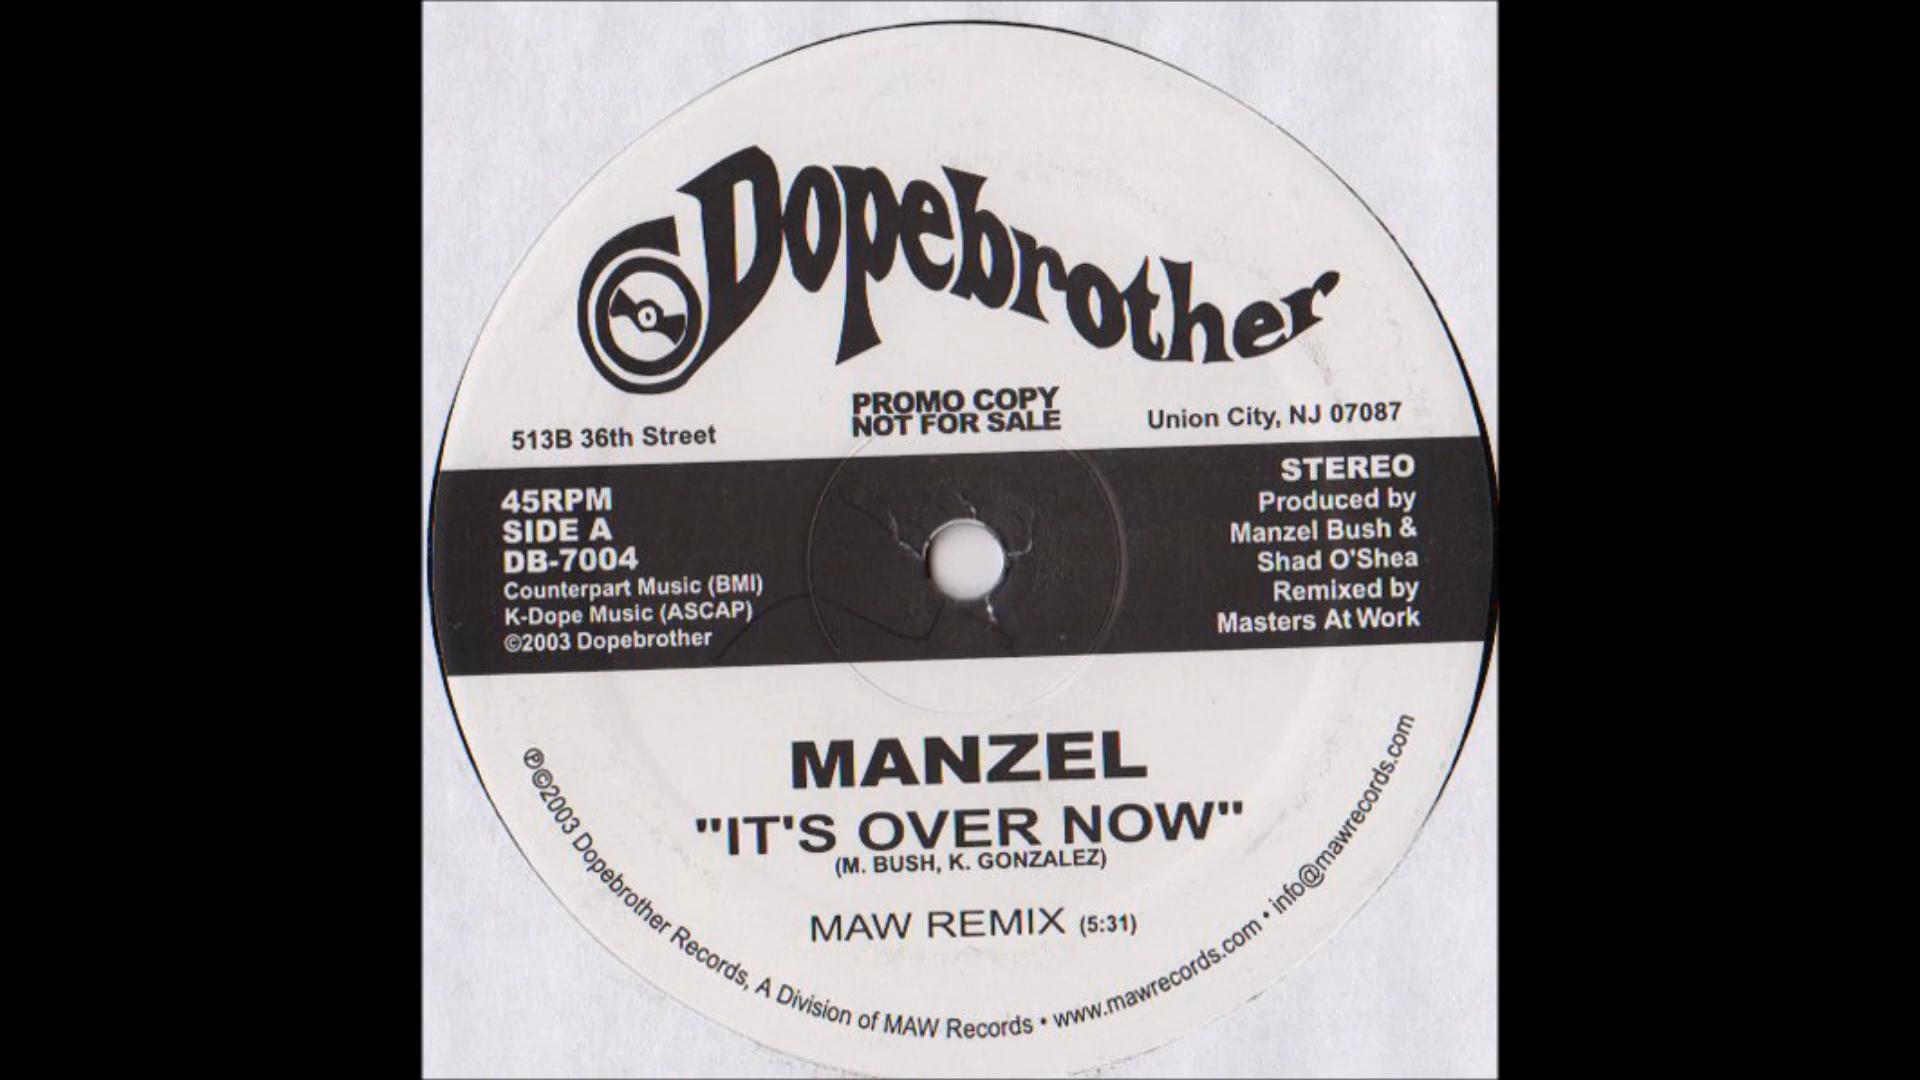 Dopebrother
PROMO COPY
NOT FOR SALE
513B 36th Street
Union City, NJ 07087
45RPM
SIDE A
DB-7004
Counterpart Music (BMI)
K-Dope Music (ASCAP)
©2003 Dopebrother
STEREO
Produced by
Manzel Bush &
Shad O'Shea
Remixed by
Masters At Work
MANZEL
"IT'S OVER NOW"
(M. BUSH, K. GONZALEZ)
MAW REMIX (5:31)
℗©2003 Dopebrother Records, A Division of MAW Records • www.mawrecords.com • info@mawrecords.com